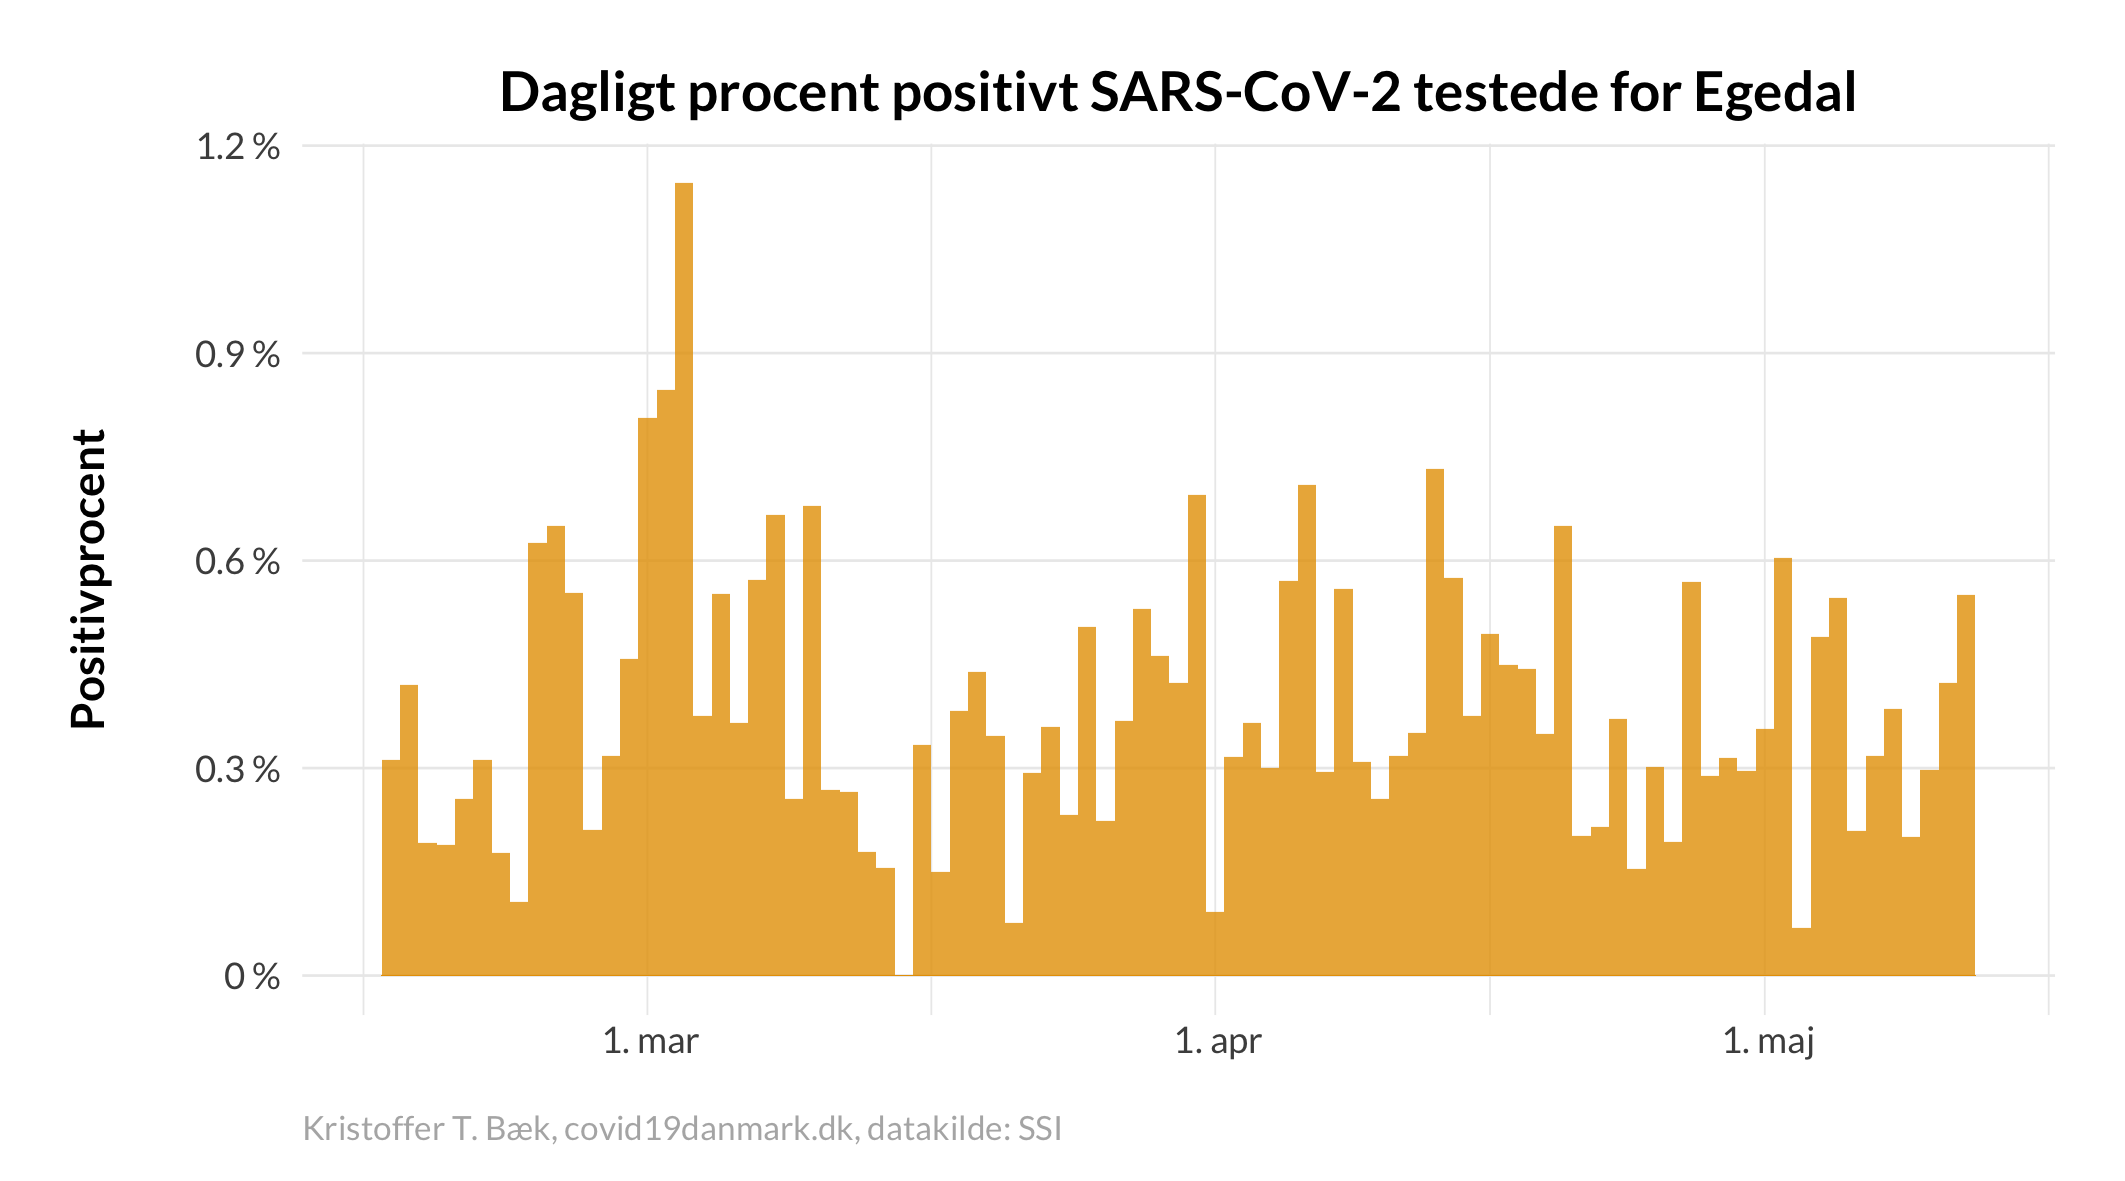 Dagligt procent positivt SARS-CoV-2 testede for Egedal
1.2 %
0.9 %
0.6 %
0.3 %
0 %
Positivprocent
1. mar
1. apr
1. maj
Kristoffer T. Bæk, covid19danmark.dk, datakilde: SSI